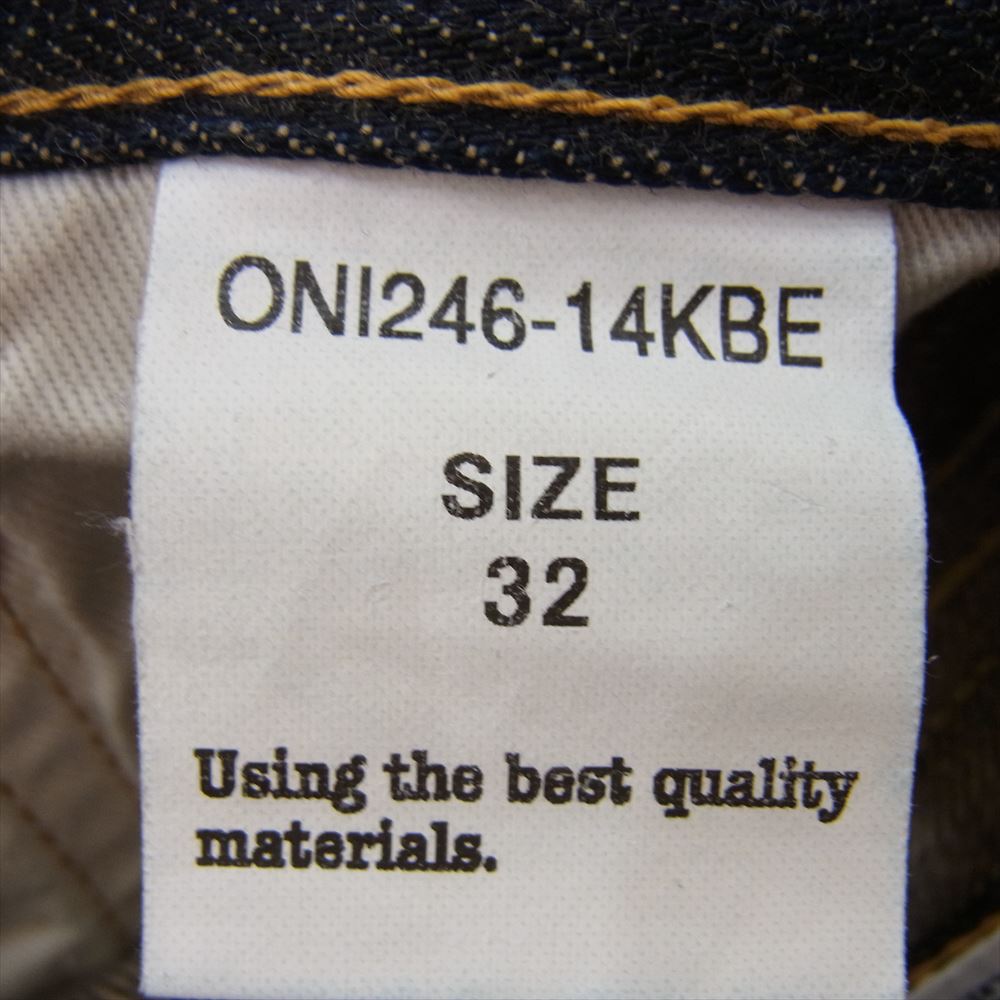 ONI246-14KBE
SIZE
32
Using the best quality
materials.